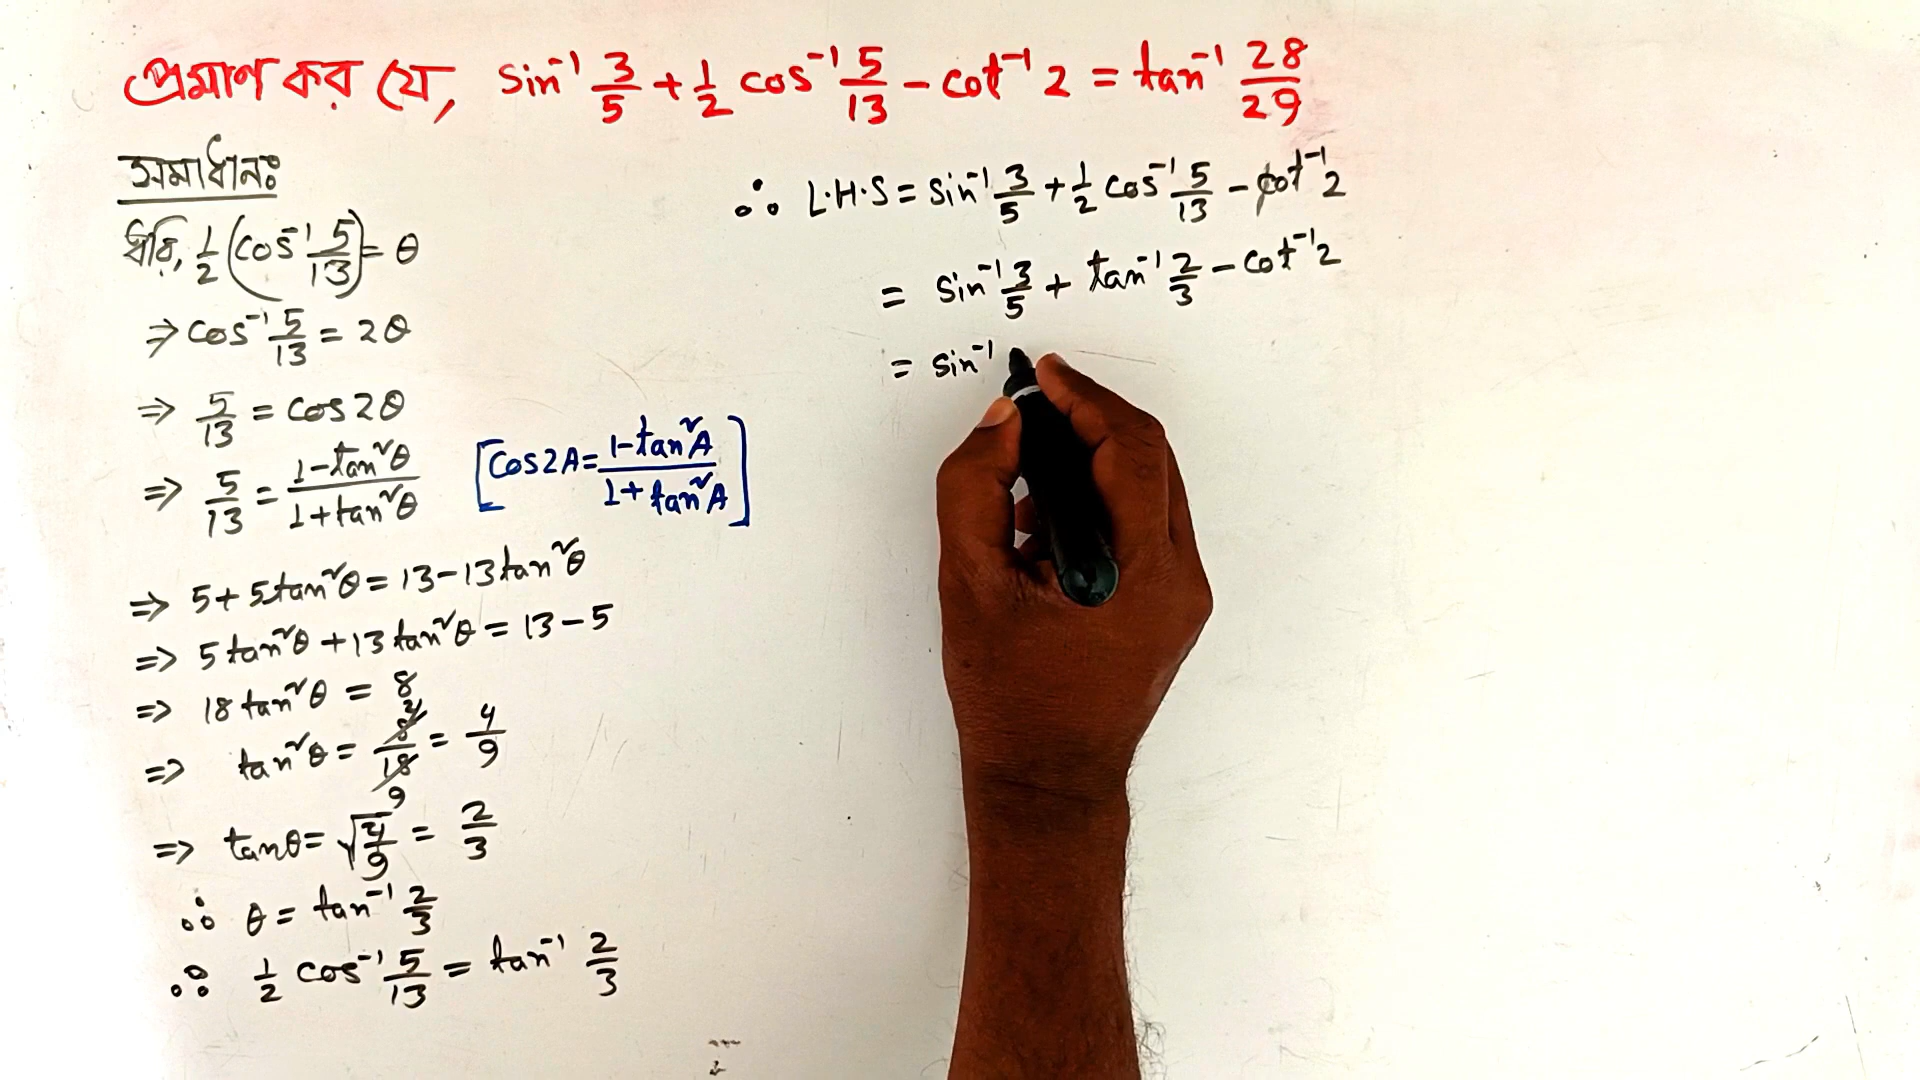 প্রমাণ কর যে, sin⁻¹ 3/5 + 1/2 cos⁻¹ 5/13 - cot⁻¹ 2 = tan⁻¹ 28/29
সমাধানঃ
ধরি, 1/2 (cos⁻¹ 5/13) = θ
⇒ cos⁻¹ 5/13 = 2θ
⇒ 5/13 = cos2θ
⇒ 5/13 = (1-tan²θ)/(1+tan²θ) [cos2A = (1-tan²A)/(1+tan²A)]
⇒ 5+5tan²θ = 13-13tan²θ
⇒ 5tan²θ + 13tan²θ = 13-5
⇒ 18tan²θ = 8
⇒ tan²θ = 8/18 = 4/9
4
9
⇒ tanθ = √(4/9) = 2/3
∴ θ = tan⁻¹ 2/3
∴ 1/2 cos⁻¹ 5/13 = tan⁻¹ 2/3
∴ L.H.S = sin⁻¹ 3/5 + 1/2 cos⁻¹ 5/13 - cot⁻¹ 2
= sin⁻¹ 3/5 + tan⁻¹ 2/3 - cot⁻¹ 2
= sin⁻¹